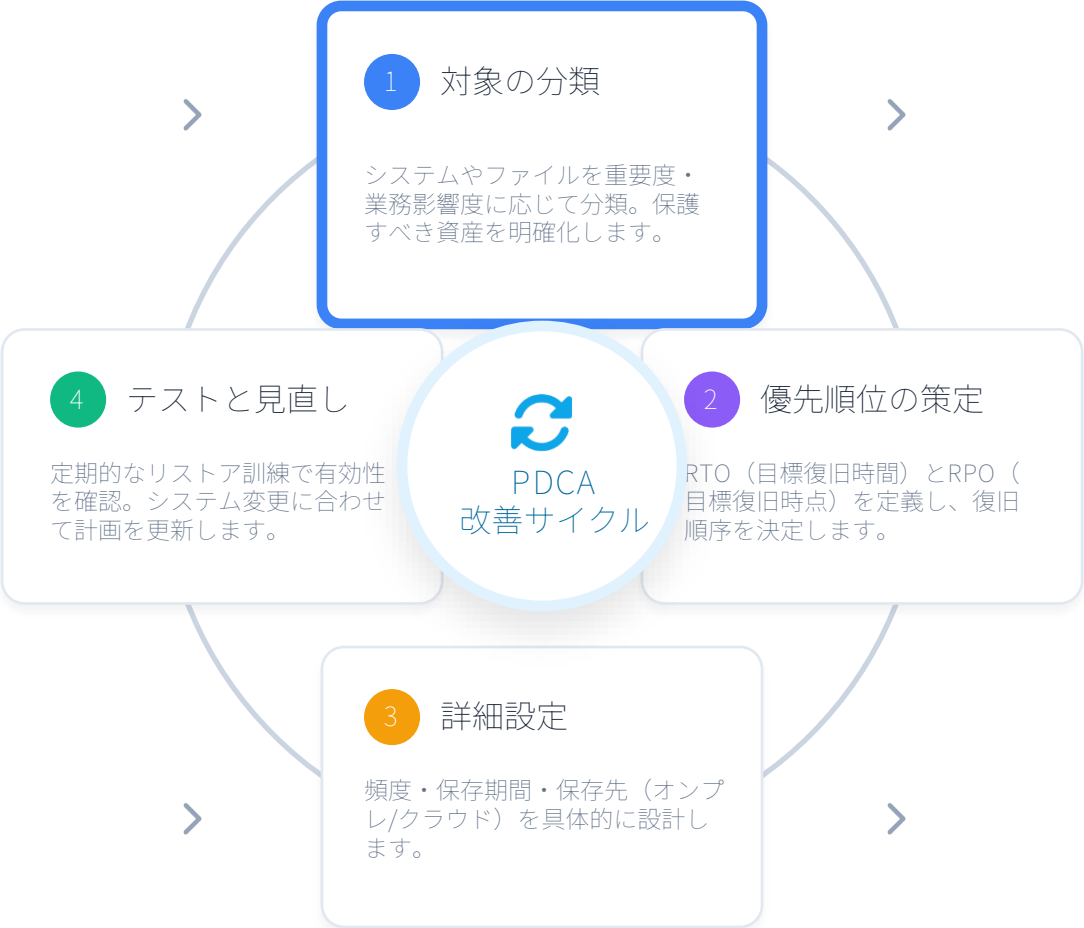 1 対象の分類
システムやファイルを重要度・
業務影響度に応じて分類。保護
すべき資産を明確化します。
4 テストと見直し
定期的なリストア訓練で有効性
を確認。システム変更に合わせ
て計画を更新します。
PDCA
改善サイクル
2 優先順位の策定
RTO（目標復旧時間）とRPO（
目標復旧時点）を定義し、復旧
順序を決定します。
3 詳細設定
頻度・保存期間・保存先（オンプ
レ/クラウド）を具体的に設計し
ます。